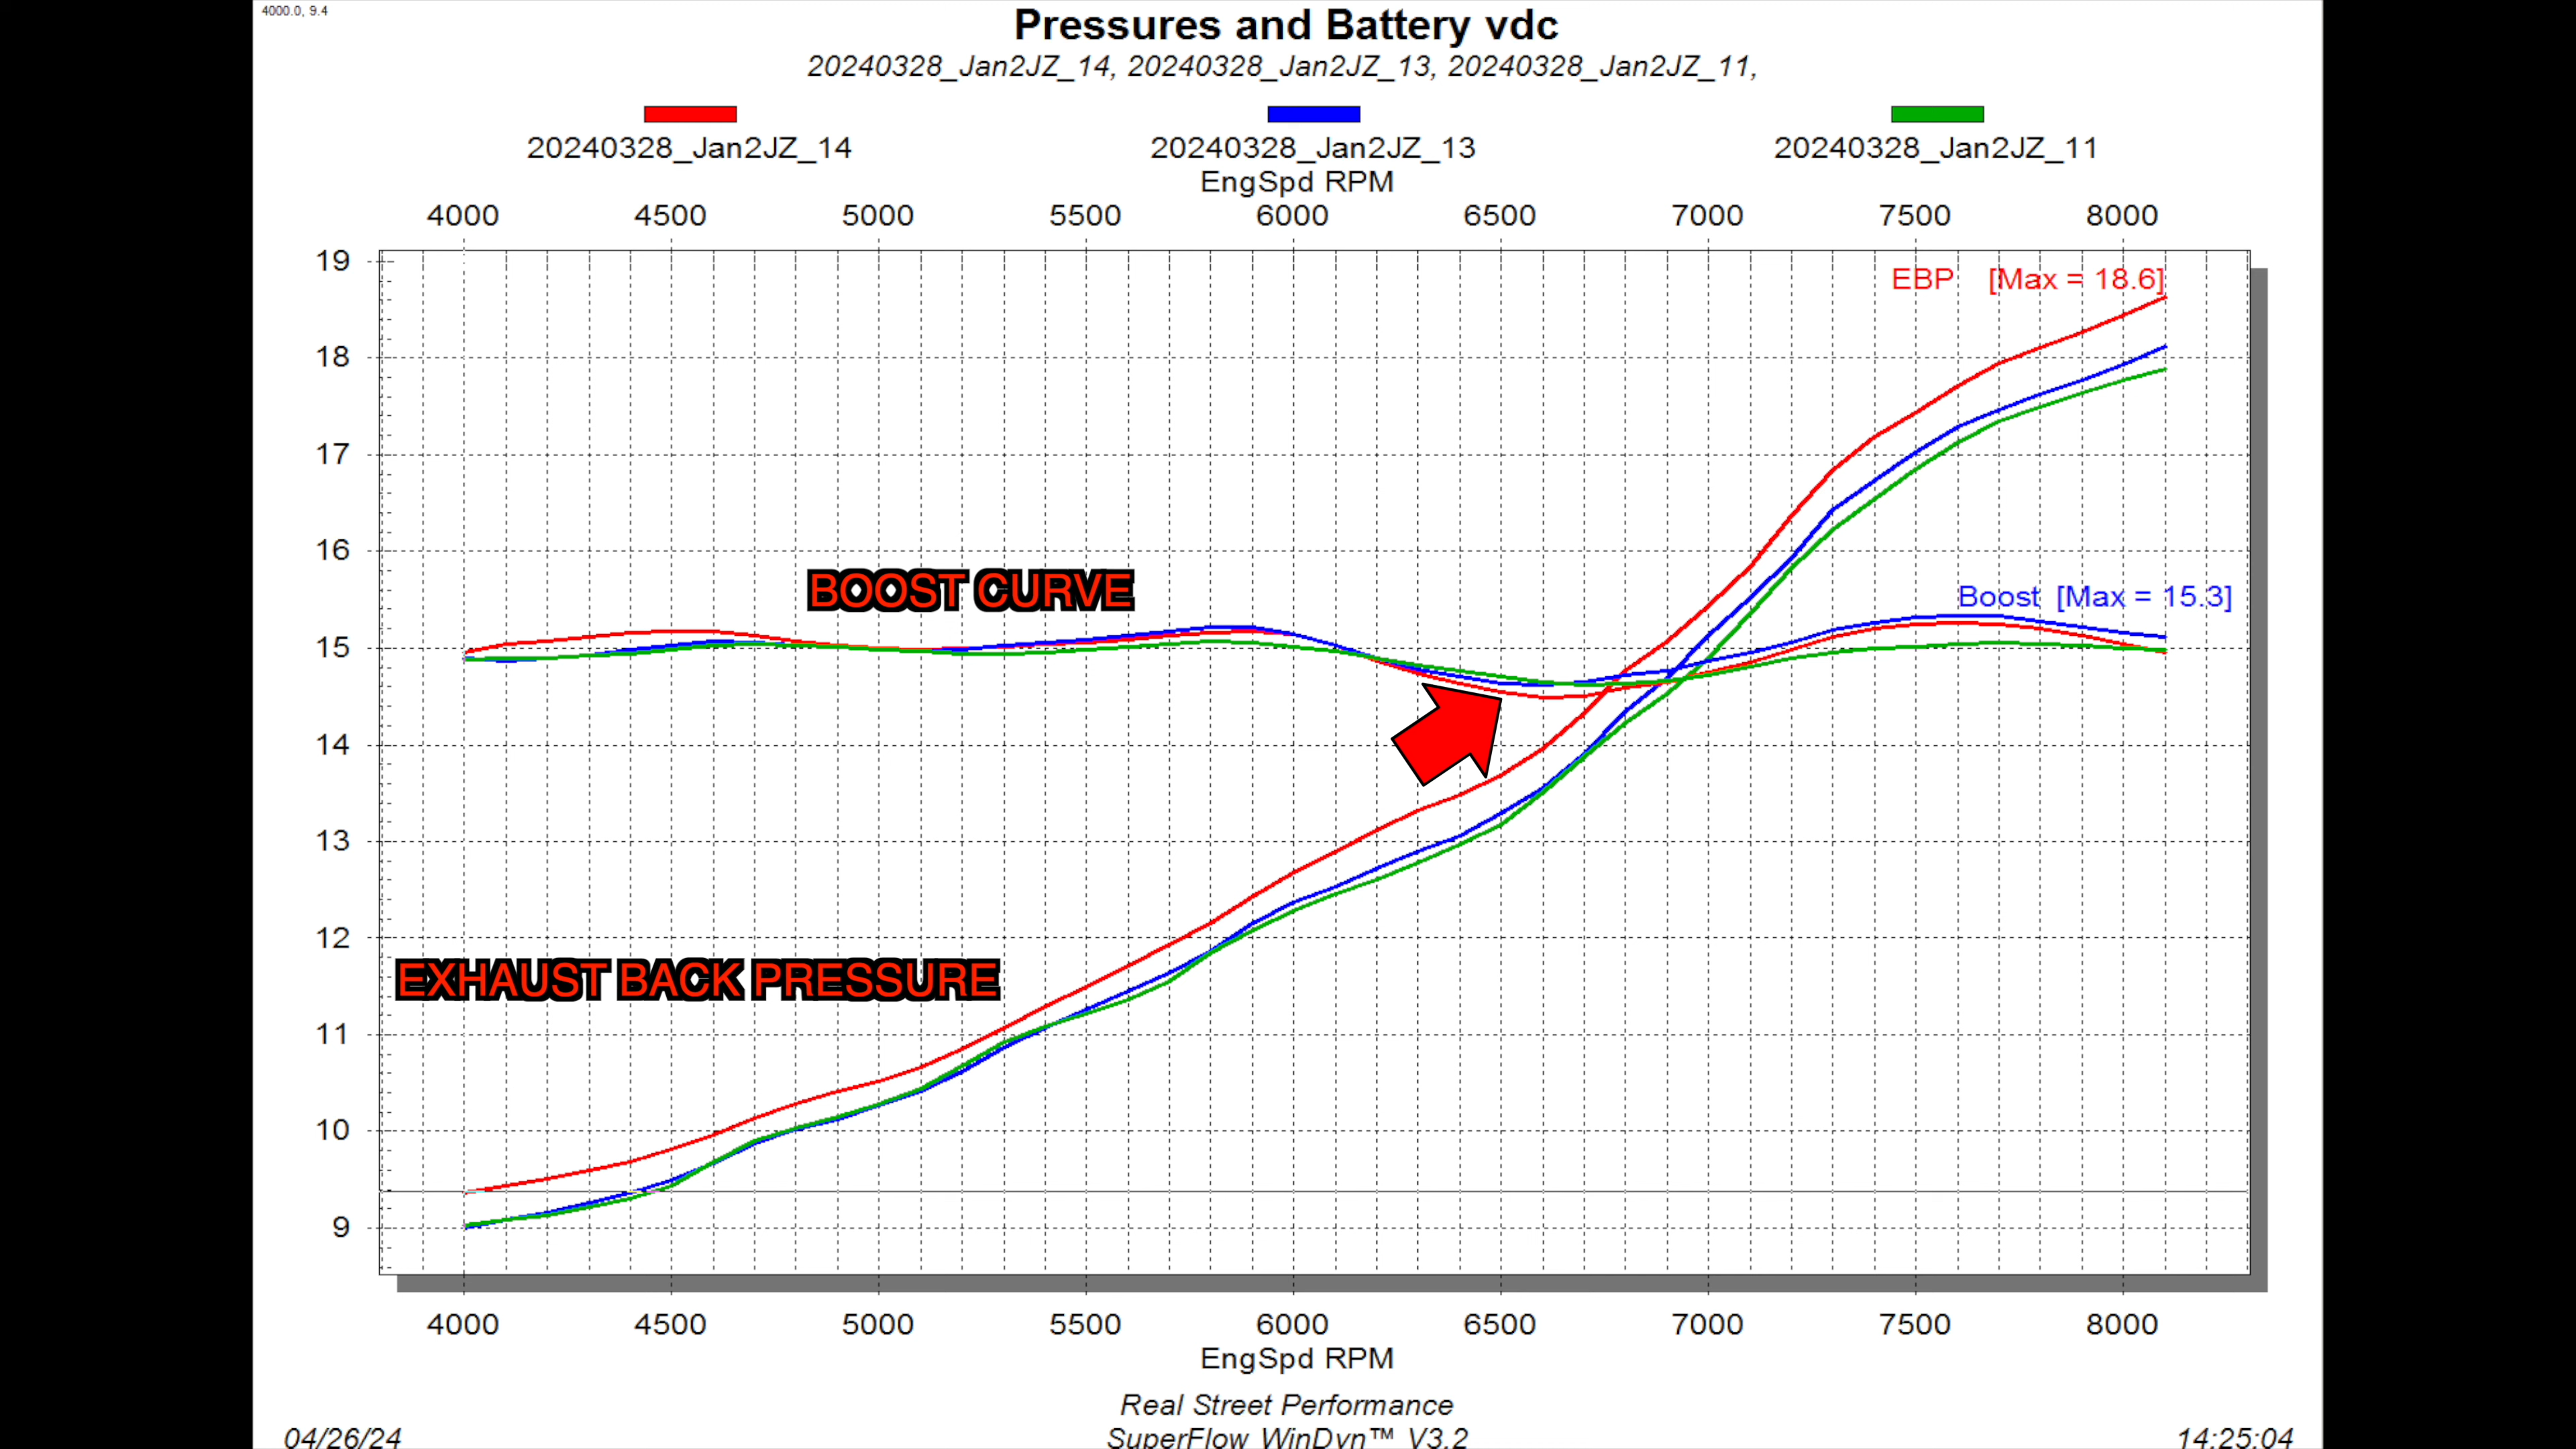 4000.0, 9.4
Pressures and Battery vdc
20240328_Jan2JZ_14, 20240328_Jan2JZ_13, 20240328_Jan2JZ_11,
20240328_Jan2JZ_14 20240328_Jan2JZ_13 20240328_Jan2JZ_11
EngSpd RPM
4000 4500 5000 5500 6000 6500 7000 7500 8000
19
EBP [Max = 18.6]
18
17
16
BOOST CURVE
Boost [Max = 15.3]
15
14
13
12
EXHAUST BACK PRESSURE
11
10
9
4000 4500 5000 5500 6000 6500 7000 7500 8000
EngSpd RPM
Real Street Performance
04/26/24 SuperFlow WinDyn™ V3.2 14:25:04